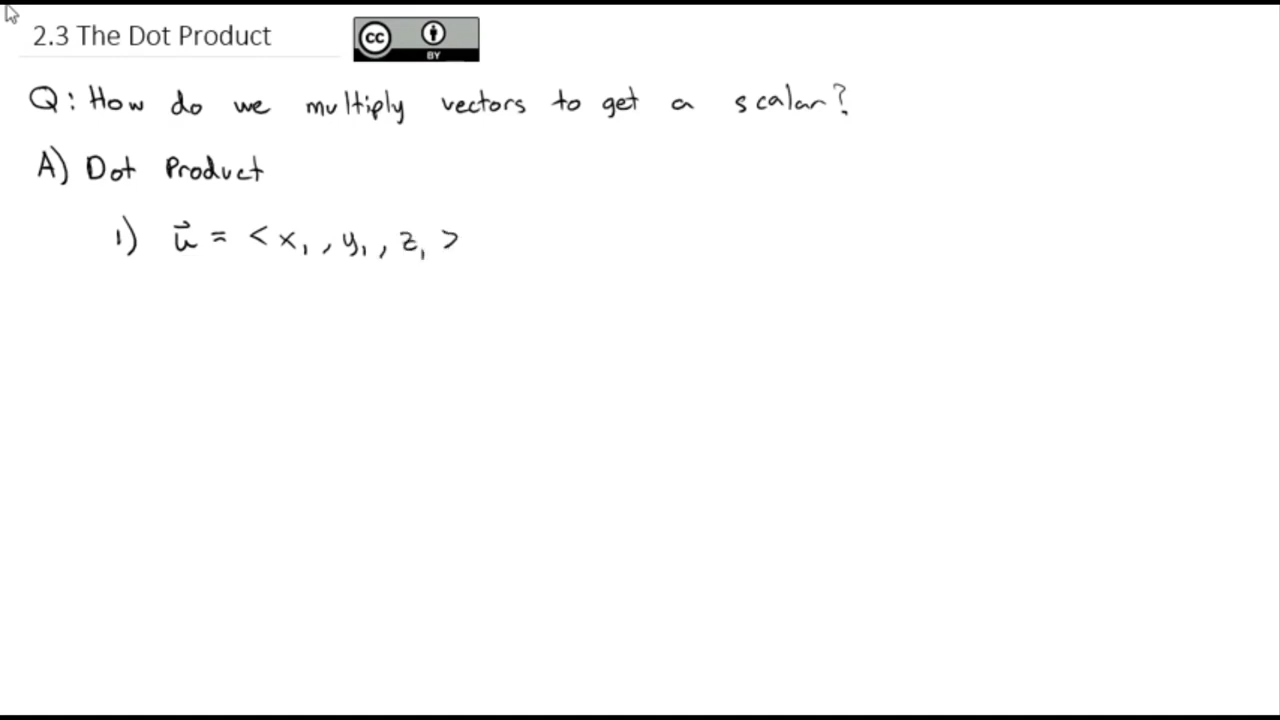 2.3 The Dot Product
CC BY
Q: How do we multiply vectors to get a scalar?
A) Dot Product
1) u⃗ = < x₁, y₁, z₁ >